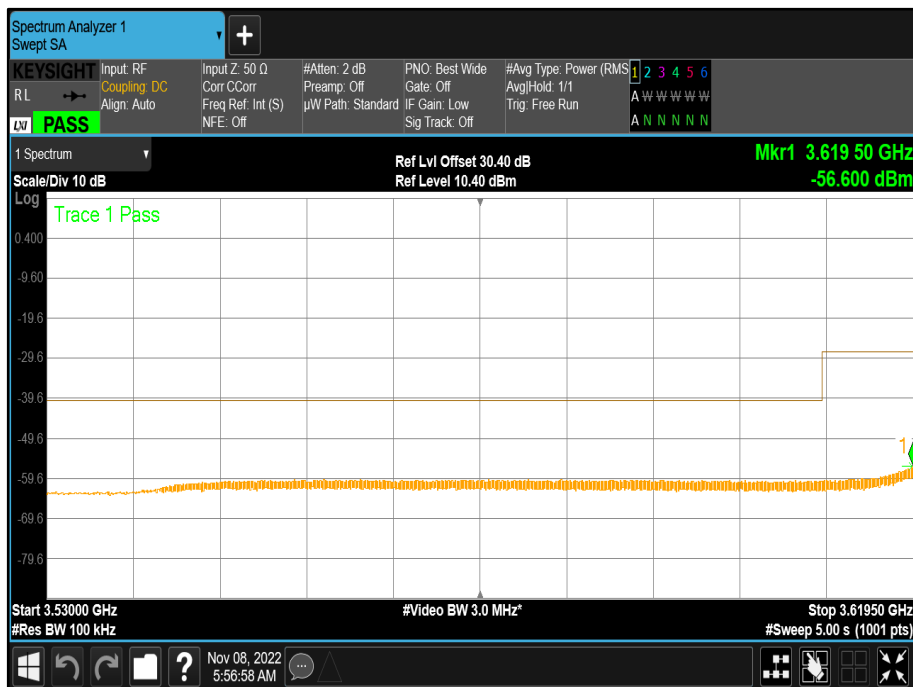 Spectrum Analyzer 1
Swept SA
+
KEYSIGHT
R L
LXI PASS
Input: RF
Coupling: DC
Align: Auto
Input Z: 50 Ω
Corr CCorr
Freq Ref: Int (S)
NFE: Off
#Atten: 2 dB
Preamp: Off
µW Path: Standard
PNO: Best Wide
Gate: Off
IF Gain: Low
Sig Track: Off
#Avg Type: Power (RMS
Avg|Hold: 1/1
Trig: Free Run
1 2 3 4 5 6
A W W W W W
A N N N N N
1 Spectrum
Scale/Div 10 dB
Ref Lvl Offset 30.40 dB
Ref Level 10.40 dBm
Mkr1 3.619 50 GHz
-56.600 dBm
Log
Trace 1 Pass
0.400
-9.60
-19.6
-29.6
-39.6
-49.6
1
-59.6
-69.6
-79.6
Start 3.53000 GHz
#Res BW 100 kHz
#Video BW 3.0 MHz*
Stop 3.61950 GHz
#Sweep 5.00 s (1001 pts)
?
Nov 08, 2022
5:56:58 AM